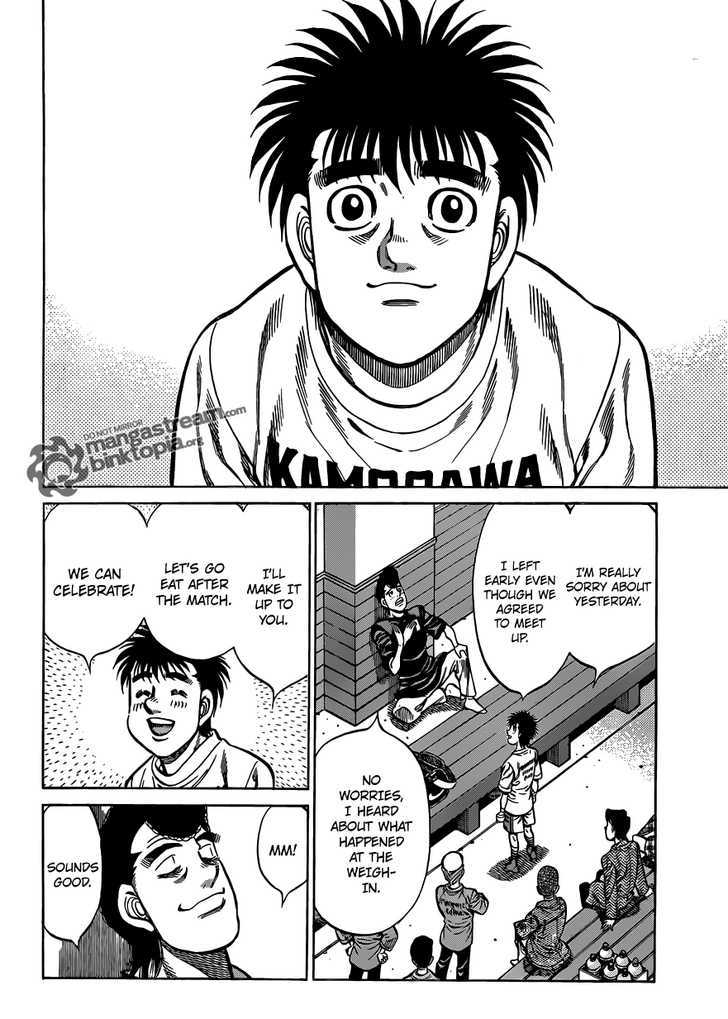 DO NOT MIRROR
mangastream.com
binktopia.org
KAMOGAWA
I'M REALLY
SORRY ABOUT
YESTERDAY.
I LEFT
EARLY EVEN
THOUGH WE
AGREED
TO MEET
UP.
NO
WORRIES,
I HEARD
ABOUT WHAT
HAPPENED
AT THE
WEIGH-
IN.
I'LL
MAKE IT
UP TO
YOU.
LET'S GO
EAT AFTER
THE MATCH.
WE CAN
CELEBRATE!
MM!
SOUNDS
GOOD.